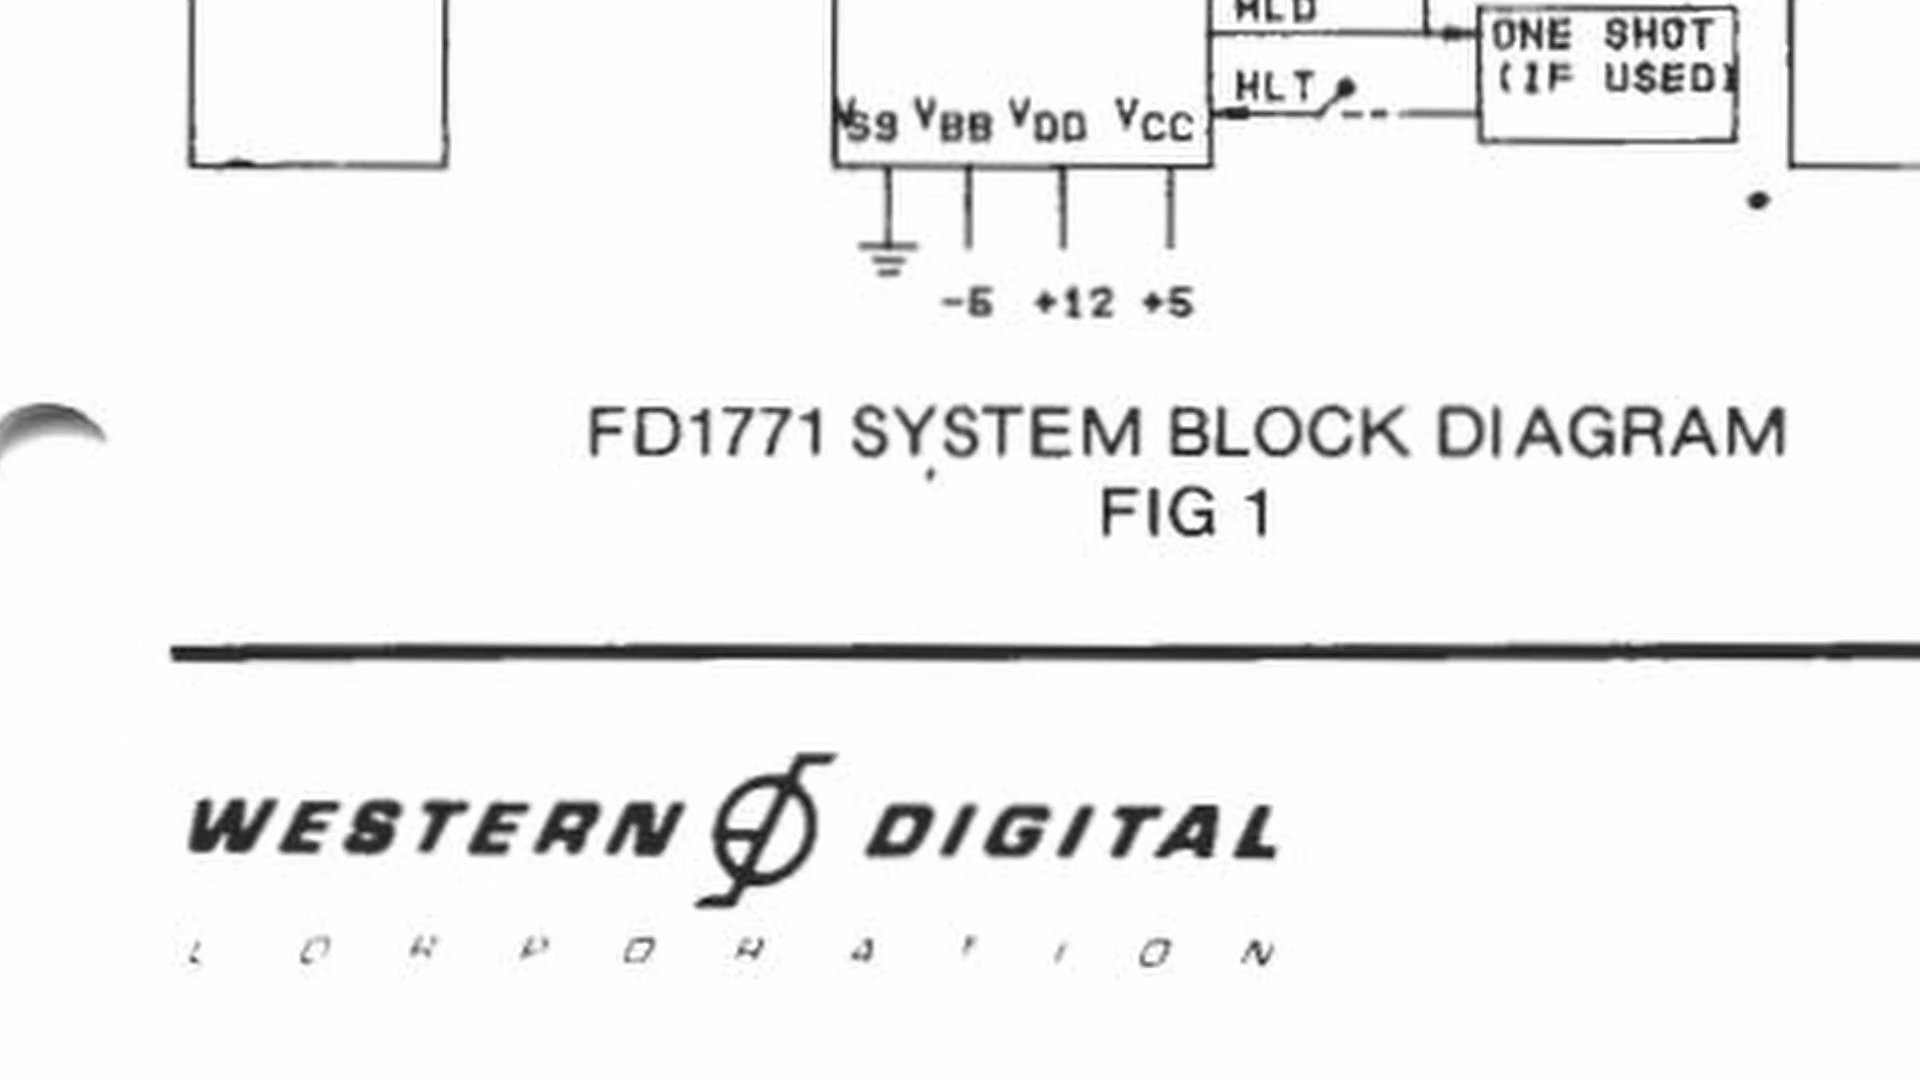 HLD
ONE SHOT
(IF USED)
HLT
VSS VBB VDD VCC
-5 +12 +5
FD1771 SYSTEM BLOCK DIAGRAM
FIG 1
WESTERN DIGITAL
CORPORATION